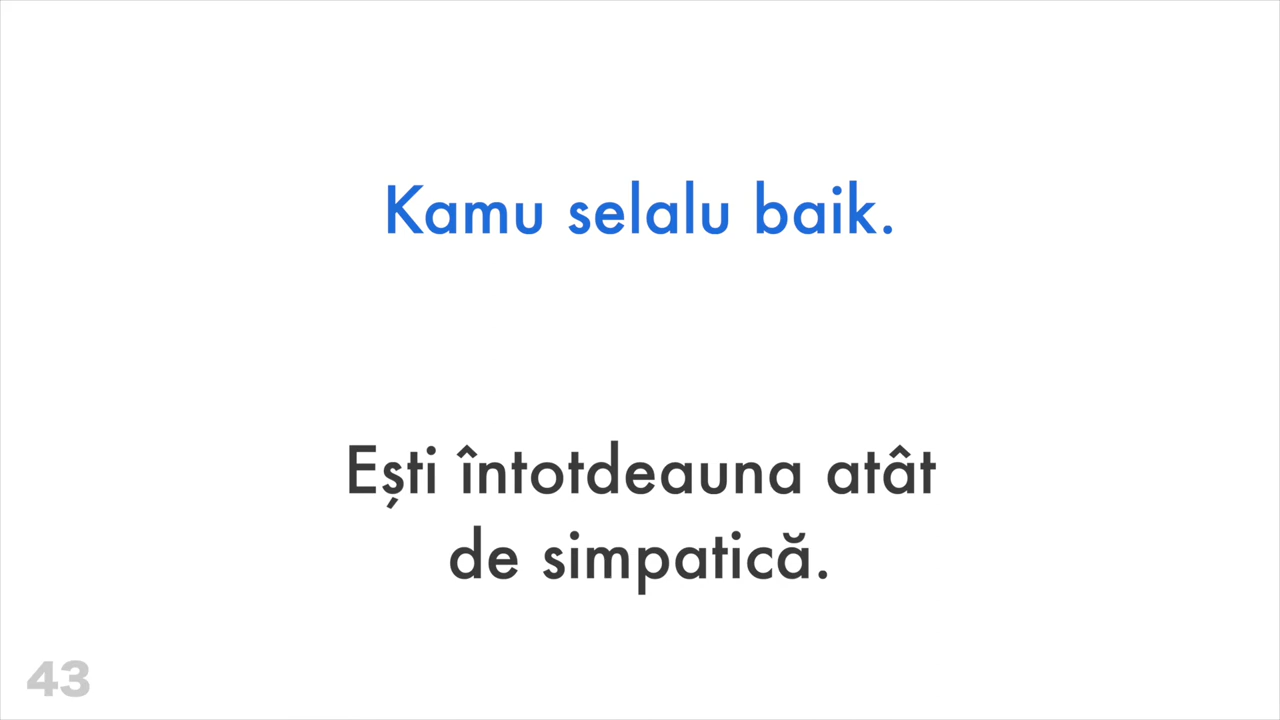 Kamu selalu baik.
Ești întotdeauna atât
de simpatică.
43